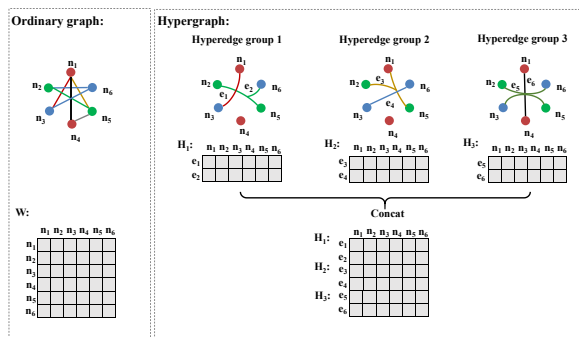 Ordinary graph:
n1
n2
n6
n3
n5
n4
W:
n1 n2 n3 n4 n5 n6
n1
n2
n3
n4
n5
n6
Hypergraph:
Hyperedge group 1
n1
n2
n6
e1
e2
n3
n5
n4
H1: n1 n2 n3 n4 n5 n6
e1
e2
Hyperedge group 2
n1
n2
e3
n6
e4
n3
n5
n4
H2: n1 n2 n3 n4 n5 n6
e3
e4
Hyperedge group 3
n1
n2
e5
e6
n6
n3
n5
n4
H3: n1 n2 n3 n4 n5 n6
e5
e6
Concat
n1 n2 n3 n4 n5 n6
H1: e1
e2
H2: e3
e4
H3: e5
e6